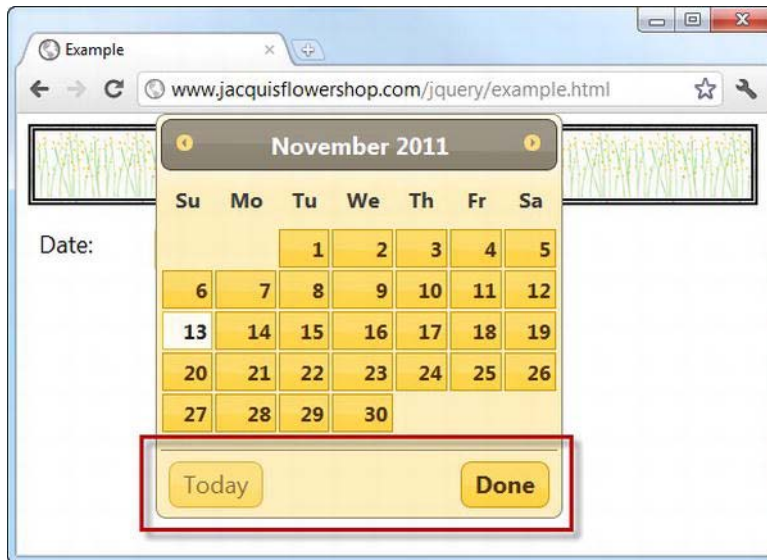 Example
www.jacquisflowershop.com/jquery/example.html
November 2011
Su Mo Tu We Th Fr Sa
Date:
1 2 3 4 5
6 7 8 9 10 11 12
13 14 15 16 17 18 19
20 21 22 23 24 25 26
27 28 29 30
Today Done